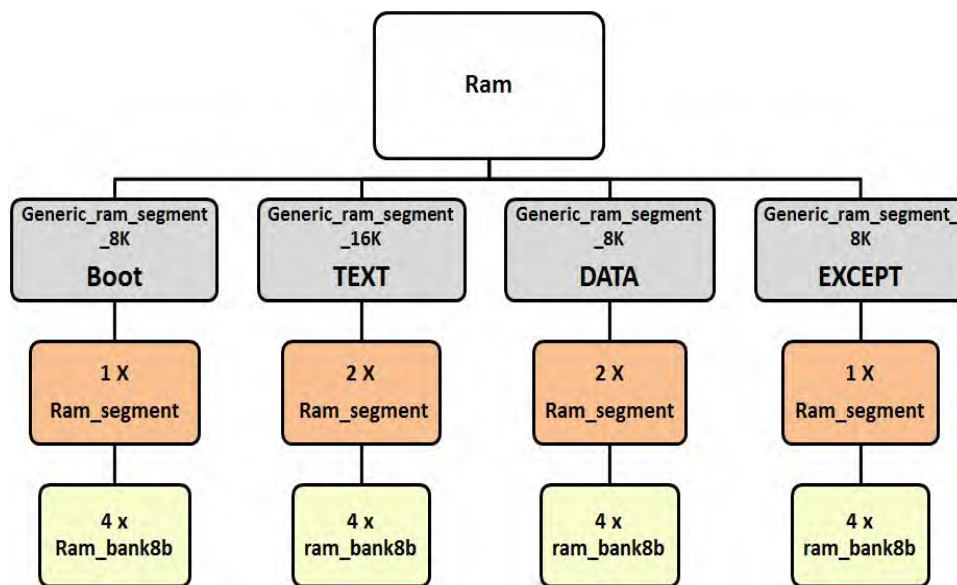 Ram
Generic_ram_segment
_8K
Boot
Generic_ram_segment
_16K
TEXT
Generic_ram_segment
_8K
DATA
Generic_ram_segment_
8K
EXCEPT
1 X
Ram_segment
2 X
Ram_segment
2 X
Ram_segment
1 X
Ram_segment
4 x
Ram_bank8b
4 x
ram_bank8b
4 x
ram_bank8b
4 x
ram_bank8b